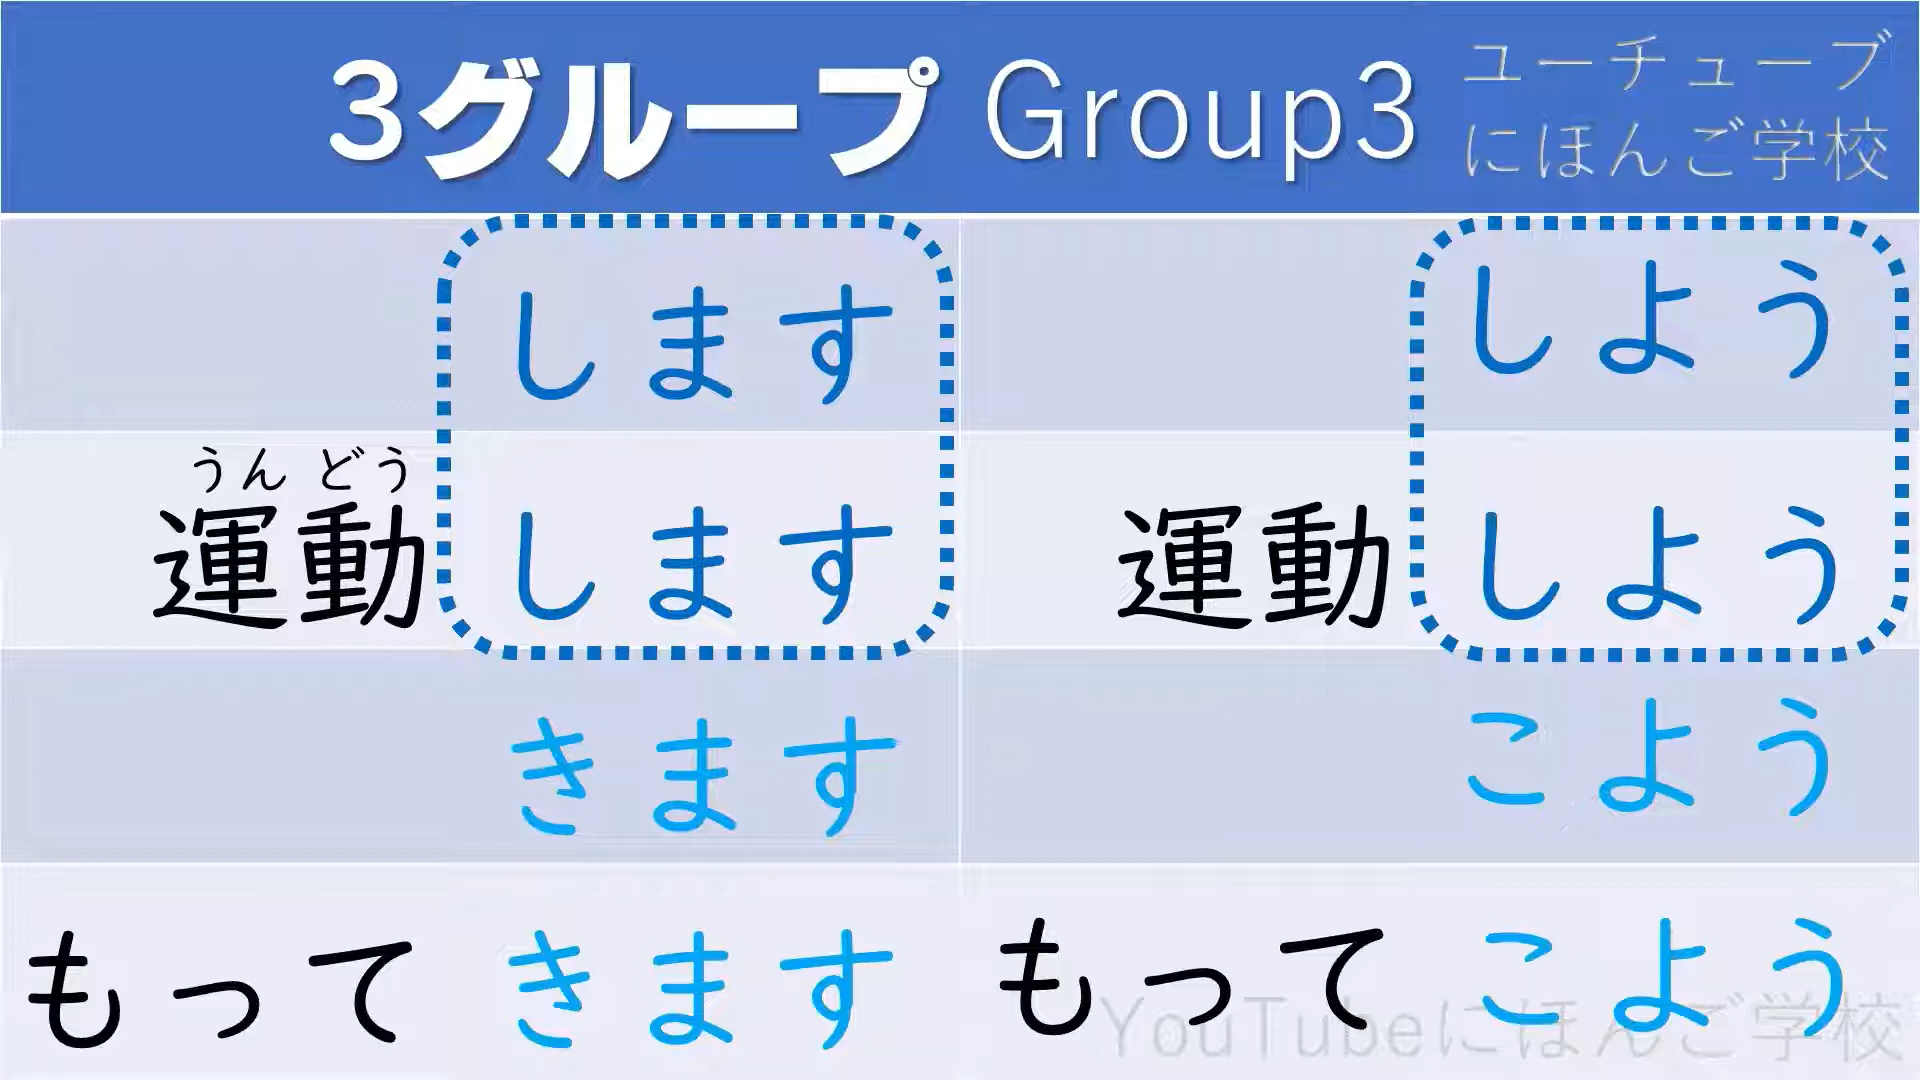 3グループ Group3
ユーチューブ
にほんご学校
します しよう
うん どう
運動 します 運動 しよう
きます こよう
もって きます もって こよう
YouTubeにほんご学校